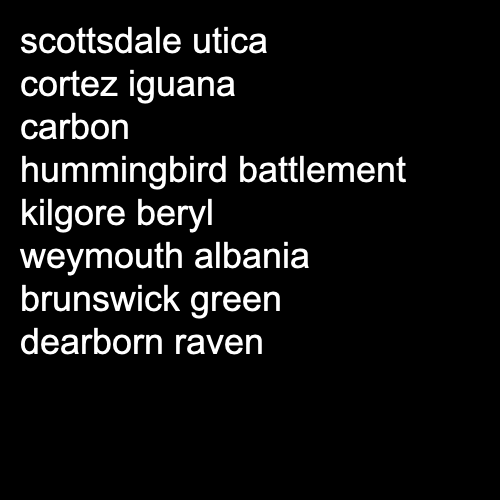 scottsdale utica
cortez iguana
carbon
hummingbird battlement
kilgore beryl
weymouth albania
brunswick green
dearborn raven